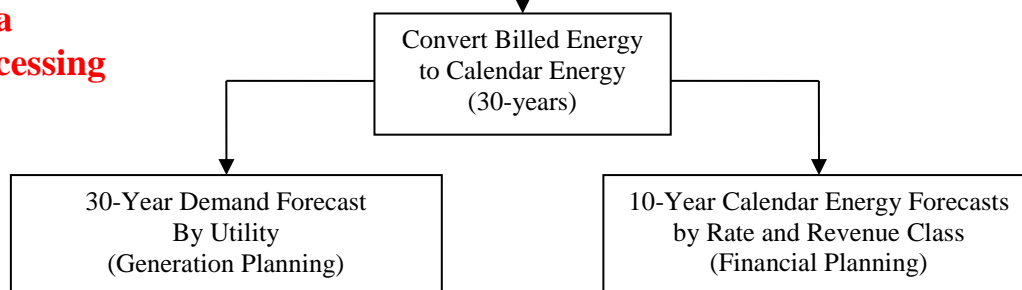 a
cessing
Convert Billed Energy
to Calendar Energy
(30-years)
30-Year Demand Forecast
By Utility
(Generation Planning)
10-Year Calendar Energy Forecasts
by Rate and Revenue Class
(Financial Planning)